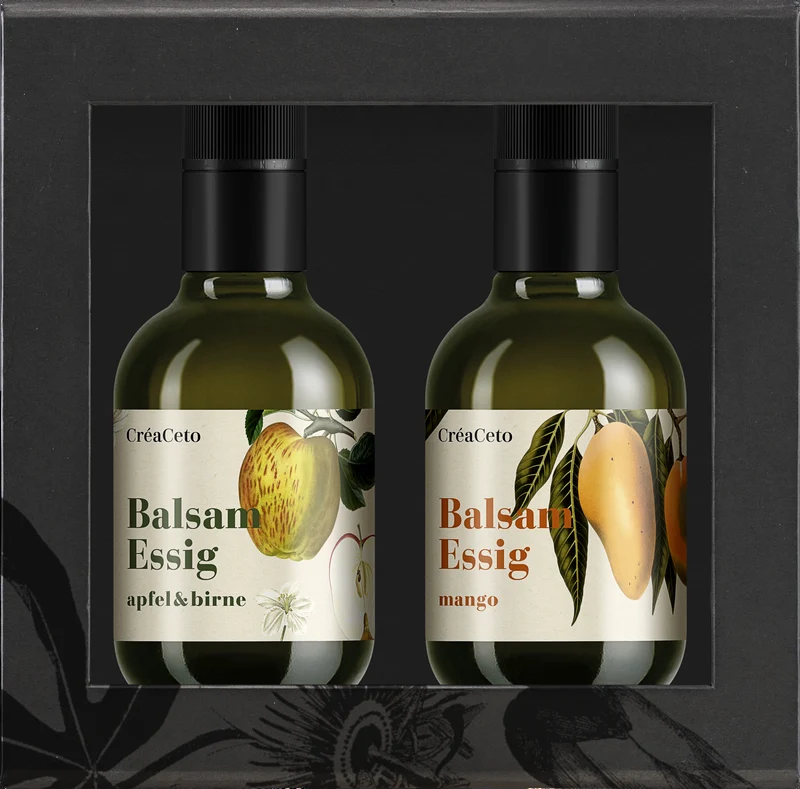 CréaCeto
Balsam
Essig
apfel & birne
CréaCeto
Balsam
Essig
mango